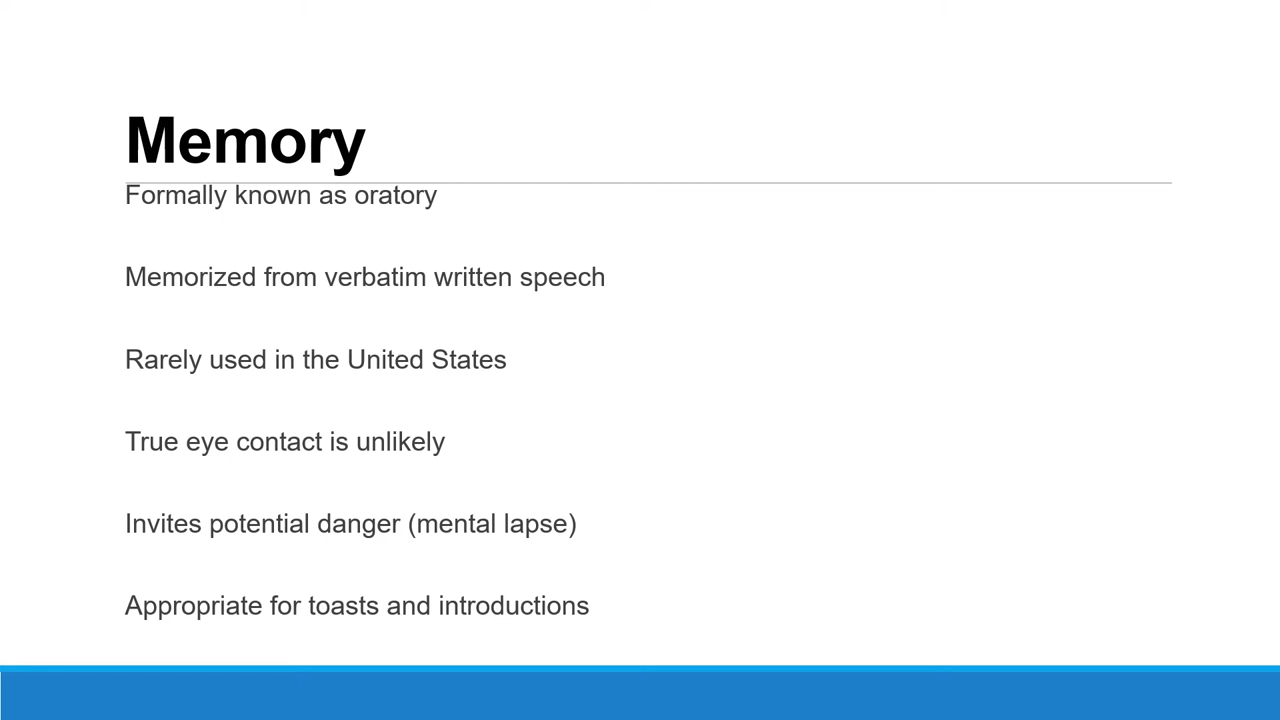 Memory
Formally known as oratory
Memorized from verbatim written speech
Rarely used in the United States
True eye contact is unlikely
Invites potential danger (mental lapse)
Appropriate for toasts and introductions